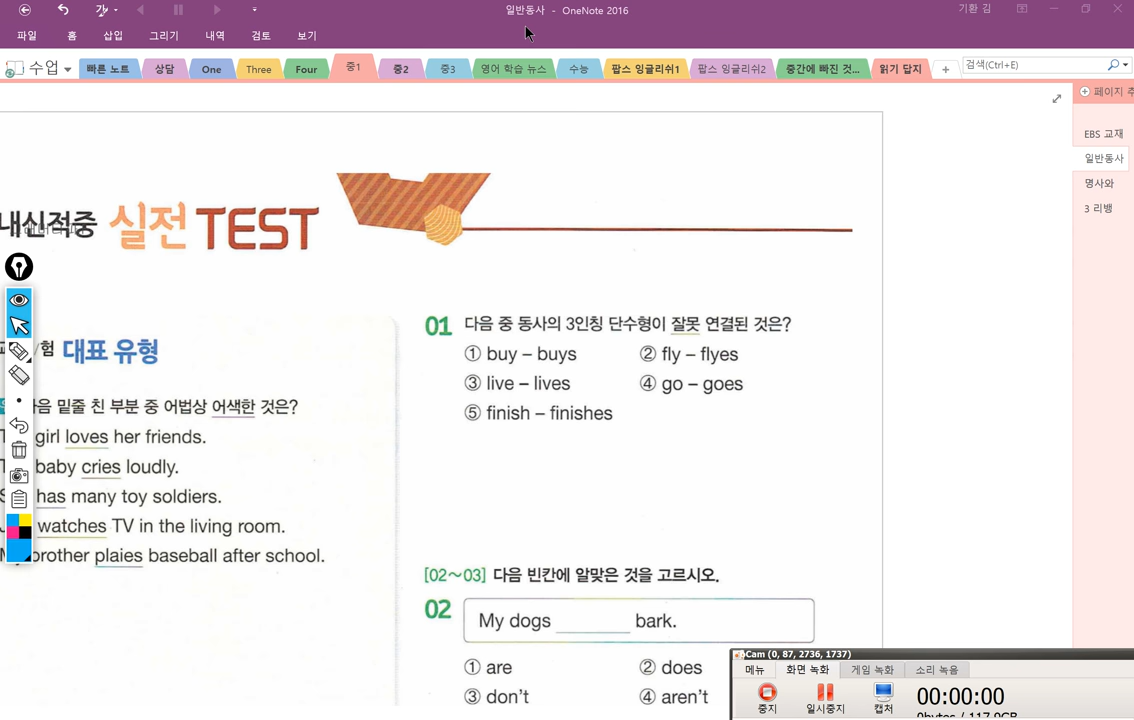 일반동사 - OneNote 2016
기환 김
파일 홈 삽입 그리기 내역 검토 보기
수업 빠른 노트 상담 One Three Four 중1 중2 중3 영어 학습 뉴스 수능 팝스 잉글리쉬1 팝스 잉글리쉬2 중간에 빠진 것... 읽기 답지 + 검색(Ctrl+E)
페이지 추
EBS 교재
일반동사
명사와
3 리뱅
내신적중 실전 TEST
험 대표 유형
음 밑줄 친 부분 중 어법상 어색한 것은?
girl loves her friends.
baby cries loudly.
has many toy soldiers.
watches TV in the living room.
brother plaies baseball after school.
01 다음 중 동사의 3인칭 단수형이 잘못 연결된 것은?
① buy – buys ② fly – flyes
③ live – lives ④ go – goes
⑤ finish – finishes
[02～03] 다음 빈칸에 알맞은 것을 고르시오.
02 My dogs ________ bark.
① are ② does
③ don't ④ aren't
oCam (0, 87, 2736, 1737)
메뉴 화면 녹화 게임 녹화 소리 녹음
중지 일시중지 캡처 00:00:00
0bytes / 117.9GB